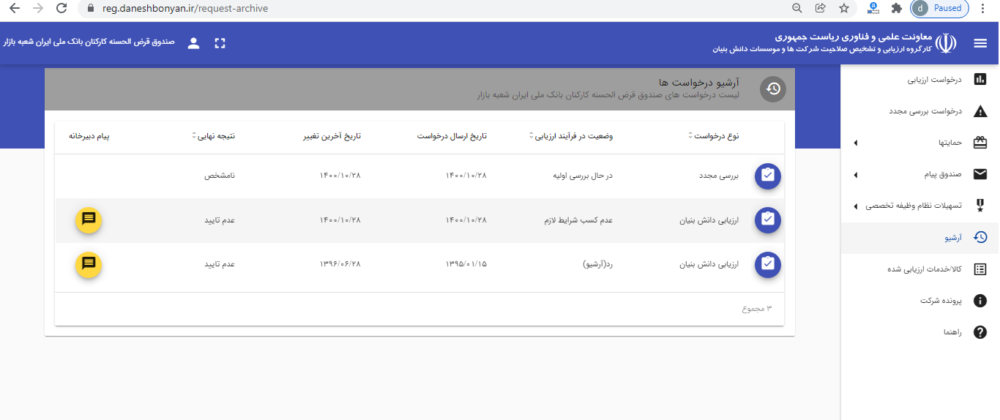 reg.daneshbonyan.ir/request-archive
d Paused
معاونت علمی و فناوری ریاست جمهوری
کارگروه ارزیابی و تشخیص صلاحیت شرکت ها و موسسات دانش بنیان
صندوق قرض الحسنه کارکنان بانک ملی ایران شعبه بازار
درخواست ارزیابی
درخواست بررسی مجدد
حمایتها
صندوق پیام
تسهیلات نظام وظیفه تخصصی
آرشیو
کالا/خدمات ارزیابی شده
پرونده شرکت
راهنما
آرشیو درخواست ها
لیست درخواست های صندوق قرض الحسنه کارکنان بانک ملی ایران شعبه بازار
نوع درخواست وضعیت در فرآیند ارزیابی تاریخ ارسال درخواست تاریخ آخرین تغییر نتیجه نهایی پیام دبیرخانه
بررسی مجدد در حال بررسی اولیه ۱۴۰۰/۱۰/۲۸ ۱۴۰۰/۱۰/۲۸ نامشخص
ارزیابی دانش بنیان عدم کسب شرایط لازم ۱۴۰۰/۱۰/۲۸ ۱۴۰۰/۱۰/۲۸ عدم تایید
ارزیابی دانش بنیان رد(آرشیو) ۱۳۹۵/۰۱/۱۵ ۱۳۹۶/۰۶/۲۸ عدم تایید
۳ مجموع